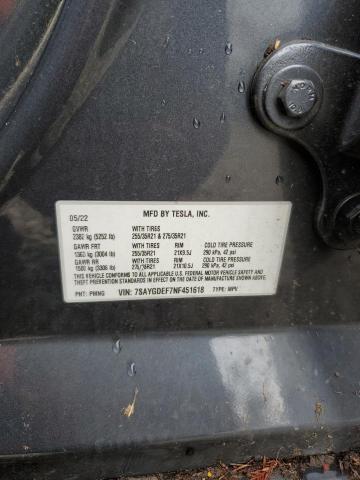 05/22 MFD BY TESLA, INC.
GVWR WITH TIRES
2382 kg (5252 lb) 255/35R21 & 275/35R21
GAWR FRT WITH TIRES RIM COLD TIRE PRESSURE
1363 kg (3004 lb) 255/35R21 21X9.5J 290 kPa, 42 psi
GAWR RR WITH TIRES RIM COLD TIRE PRESSURE
1500 kg (3306 lb) 275/35R21 21X10.5J 290 kPa, 42 psi
THIS VEHICLE CONFORMS TO ALL APPLICABLE U.S. FEDERAL MOTOR VEHICLE SAFETY
AND THEFT PREVENTION STANDARDS IN EFFECT ON THE DATE OF MANUFACTURE SHOWN ABOVE.
PNT: PMNG VIN: 7SAYGDEF7NF451618 TYPE: MPV